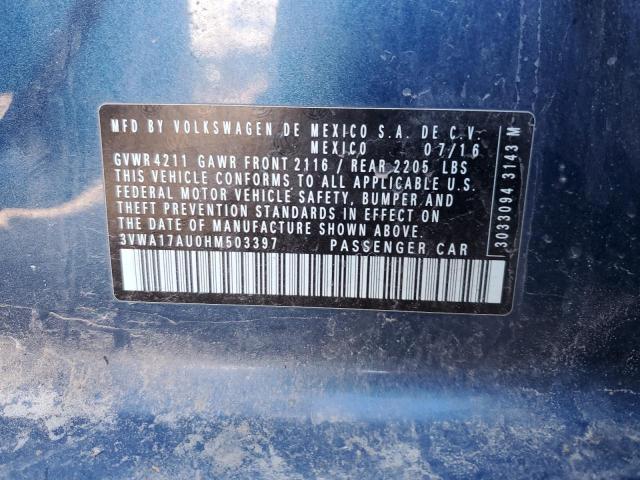 MFD BY VOLKSWAGEN DE MEXICO S.A. DE C.V.
MEXICO 07/16
GVWR 4211 GAWR FRONT 2116 / REAR 2205 LBS
THIS VEHICLE CONFORMS TO ALL APPLICABLE U.S.
FEDERAL MOTOR VEHICLE SAFETY, BUMPER AND
THEFT PREVENTION STANDARDS IN EFFECT ON
THE DATE OF MANUFACTURE SHOWN ABOVE.
3VWA17AU0HM503397 PASSENGER CAR
3033094 3143 M